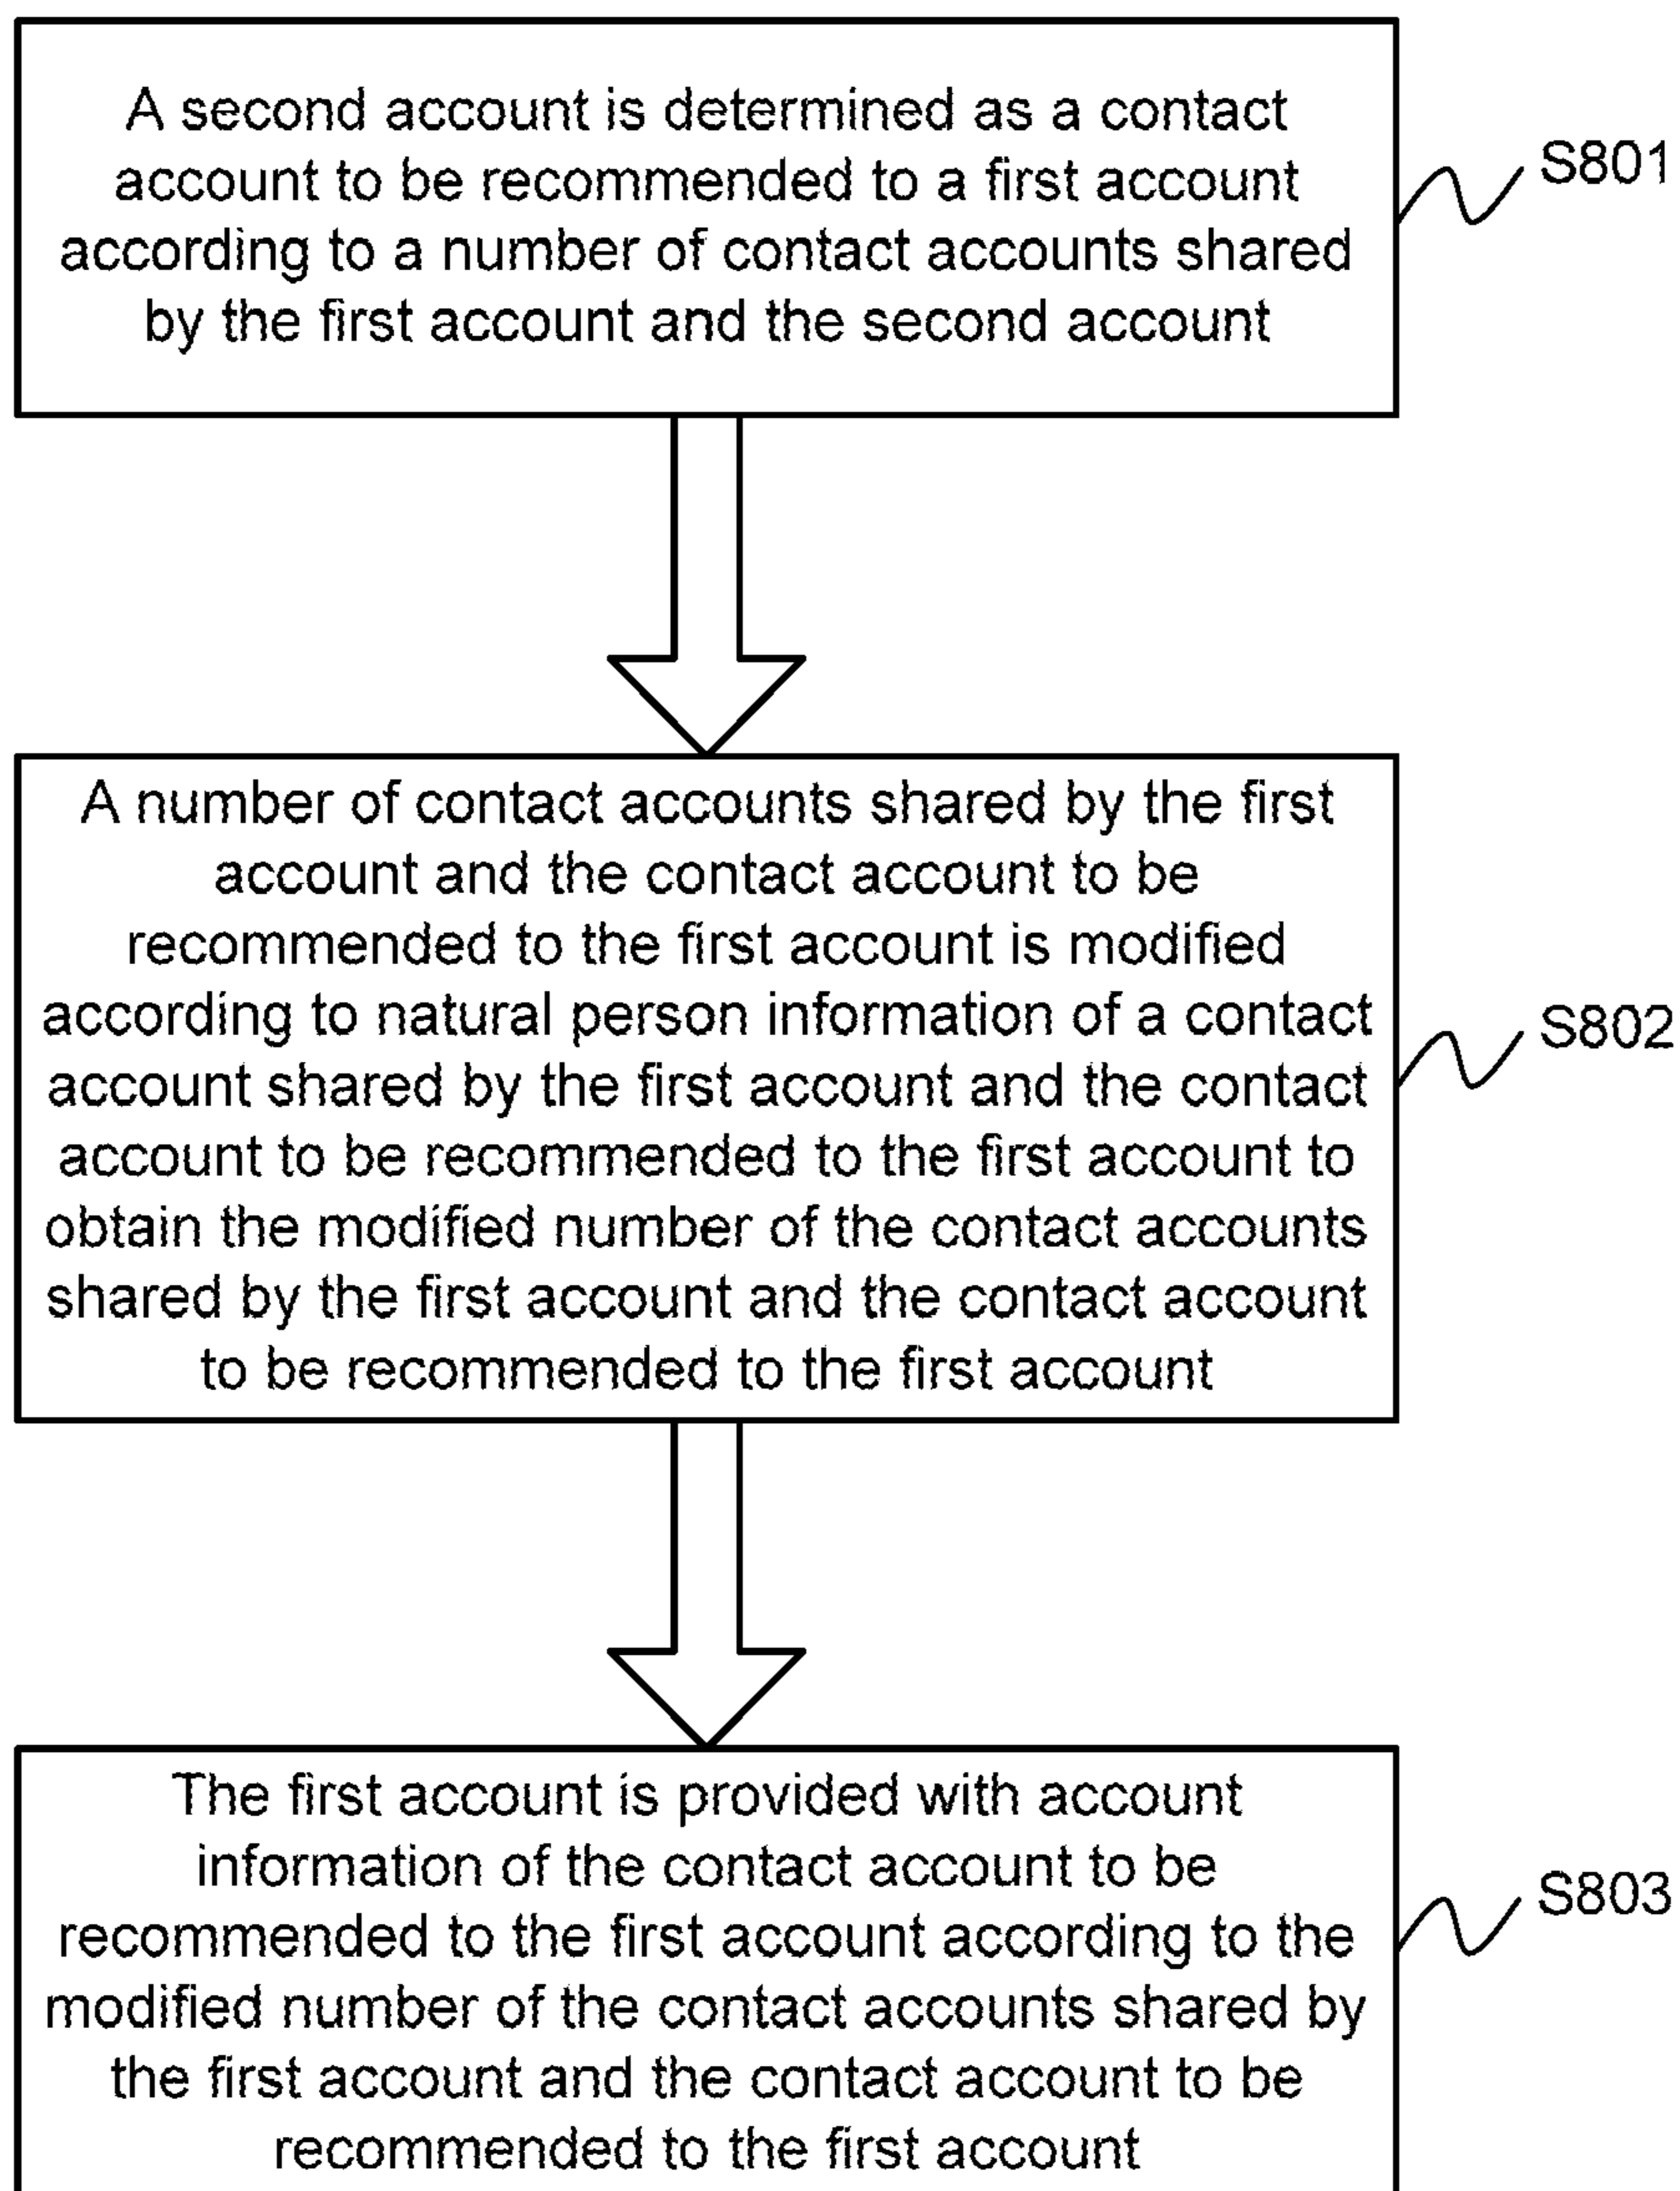 A second account is determined as a contact
account to be recommended to a first account
according to a number of contact accounts shared
by the first account and the second account
S801
A number of contact accounts shared by the first
account and the contact account to be
recommended to the first account is modified
according to natural person information of a contact
account shared by the first account and the contact
account to be recommended to the first account to
obtain the modified number of the contact accounts
shared by the first account and the contact account
to be recommended to the first account
S802
The first account is provided with account
information of the contact account to be
recommended to the first account according to the
modified number of the contact accounts shared by
the first account and the contact account to be
recommended to the first account
S803